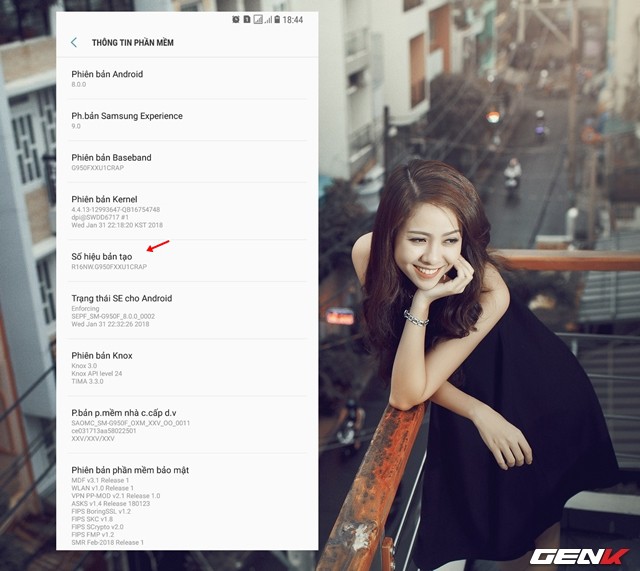 18:44
THÔNG TIN PHẦN MỀM
Phiên bản Android
8.0.0
Ph.bản Samsung Experience
9.0
Phiên bản Baseband
G950FXXU1CRAP
Phiên bản Kernel
4.4.13-12993647-QB16754748
dpi@SWDD6717 #1
Wed Jan 31 22:18:20 KST 2018
Số hiệu bản tạo
R16NW.G950FXXU1CRAP
Trạng thái SE cho Android
Enforcing
SEPF_SM-G950F_8.0.0_0002
Wed Jan 31 22:32:26 2018
Phiên bản Knox
Knox 3.0
Knox API level 24
TIMA 3.3.0
P.bản p.mềm nhà c.cấp d.v
SAOMC_SM-G950F_OXM_XXV_OO_0011
ce031713aa58022501
XXV/XXV/XXV
Phiên bản phần mềm bảo mật
MDF v3.1 Release 1
WLAN v1.0 Release 1
VPN PP-MOD v2.1 Release 1.0
ASKS v1.4 Release 180123
FIPS BoringSSL v1.2
FIPS SKC v1.8
FIPS SCrypto v2.0
FIPS FMP v1.2
SMR Feb-2018 Release 1
GENK